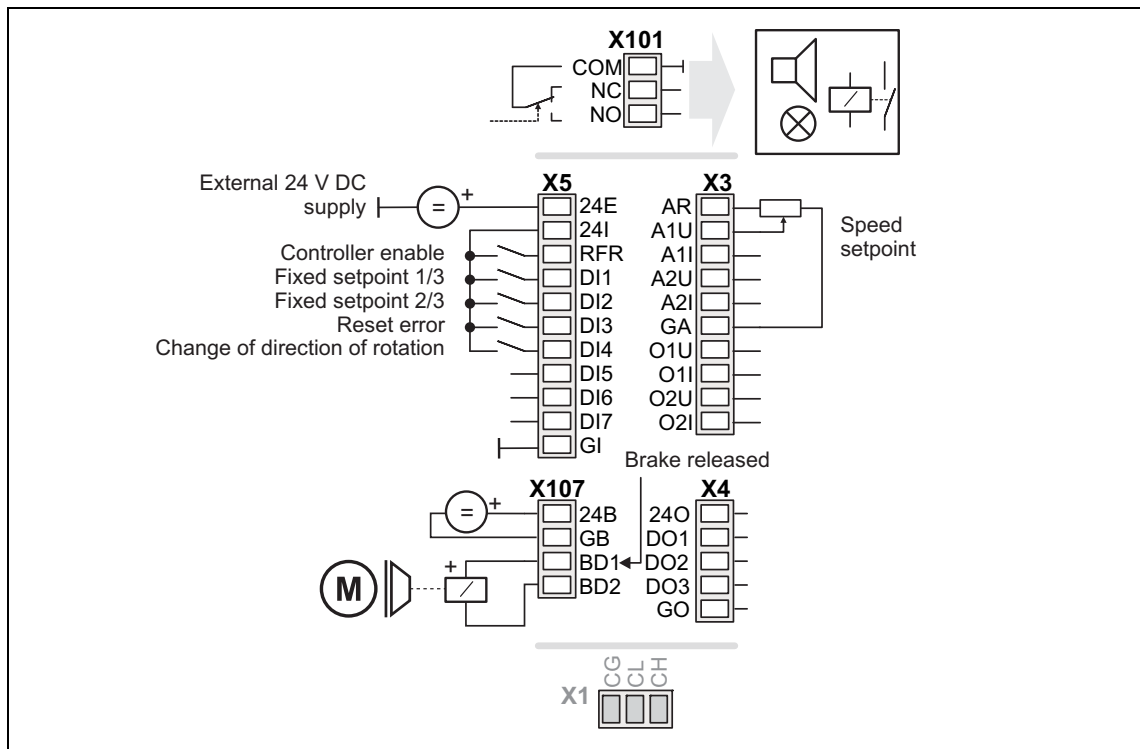 X101
COM
NC
NO
External 24 V DC
supply
=
+
X5
24E
24I
RFR
DI1
DI2
DI3
DI4
DI5
DI6
DI7
GI
Controller enable
Fixed setpoint 1/3
Fixed setpoint 2/3
Reset error
Change of direction of rotation
X3
AR
A1U
A1I
A2U
A2I
GA
O1U
O1I
O2U
O2I
Speed
setpoint
Brake released
X107
=
+
24B
GB
BD1
BD2
+
M
X4
24O
DO1
DO2
DO3
GO
X1
CG
CL
CH